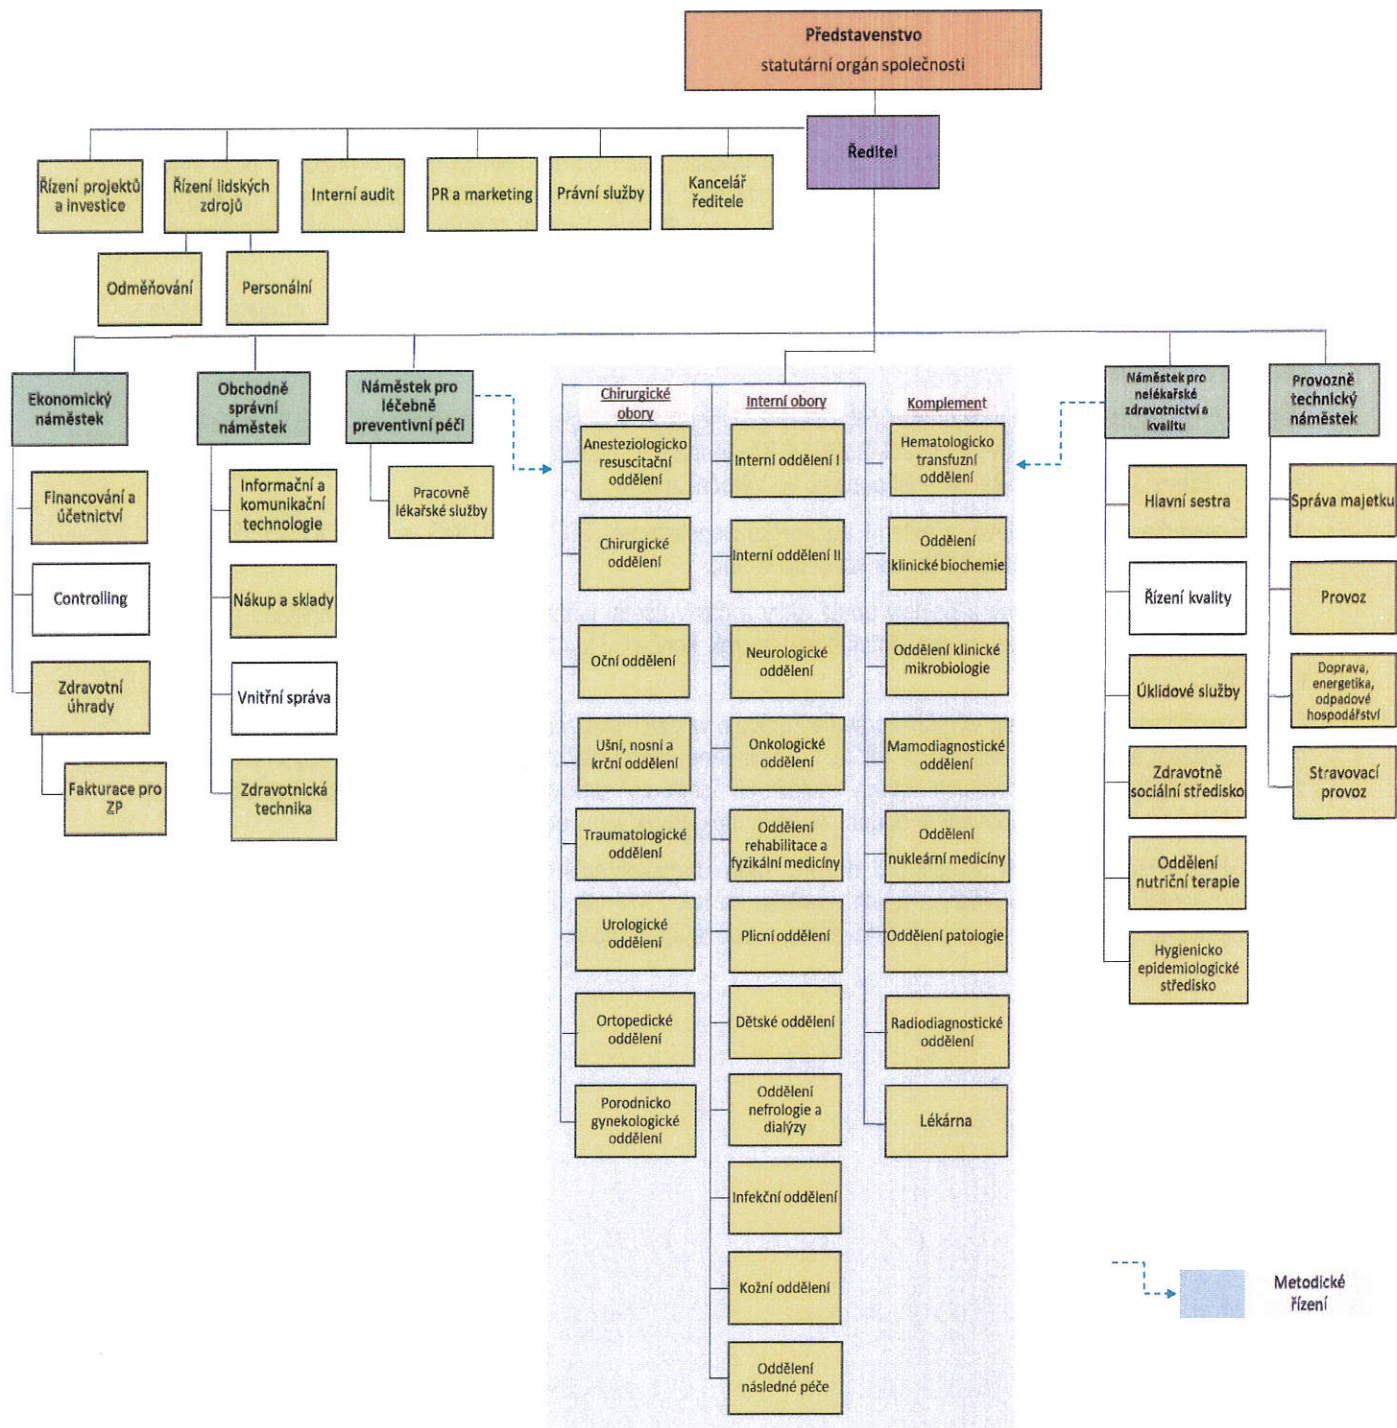 Představenstvo
statutární orgán společnosti
Ředitel
Řízení projektů
a investice
Řízení lidských
zdrojů
Interní audit
PR a marketing
Právní služby
Kancelář
ředitele
Odměňování
Personální
Ekonomický
náměstek
Financování a
účetnictví
Controlling
Zdravotní
úhrady
Fakturace pro
ZP
Obchodně
správní
náměstek
Informační a
komunikační
technologie
Nákup a sklady
Vnitřní správa
Zdravotnická
technika
Náměstek pro
léčebně
preventivní péči
Pracovně
lékařské služby
Chirurgické
obory
Anesteziologicko
resuscitační
oddělení
Chirurgické
oddělení
Oční oddělení
Ušní, nosní a
krční oddělení
Traumatologické
oddělení
Urologické
oddělení
Ortopedické
oddělení
Porodnicko
gynekologické
oddělení
Interní obory
Interní oddělení I
Interní oddělení II
Neurologické
oddělení
Onkologické
oddělení
Oddělení
rehabilitace a
fyzikální medicíny
Plicní oddělení
Dětské oddělení
Oddělení
nefrologie a
dialýzy
Infekční oddělení
Kožní oddělení
Oddělení
následné péče
Komplement
Hematologicko
transfuzní
oddělení
Oddělení
klinické biochemie
Oddělení klinické
mikrobiologie
Mamodiagnostické
oddělení
Oddělení
nukleární medicíny
Oddělení patologie
Radiodiagnostické
oddělení
Lékárna
Náměstek pro
nelékařské
zdravotnictví a
kvalitu
Hlavní sestra
Řízení kvality
Úklidové služby
Zdravotně
sociální středisko
Oddělení
nutriční terapie
Hygienicko
epidemiologické
středisko
Provozně
technický
náměstek
Správa majetku
Provoz
Doprava,
energetika,
odpadové
hospodářství
Stravovací
provoz
Metodické
řízení